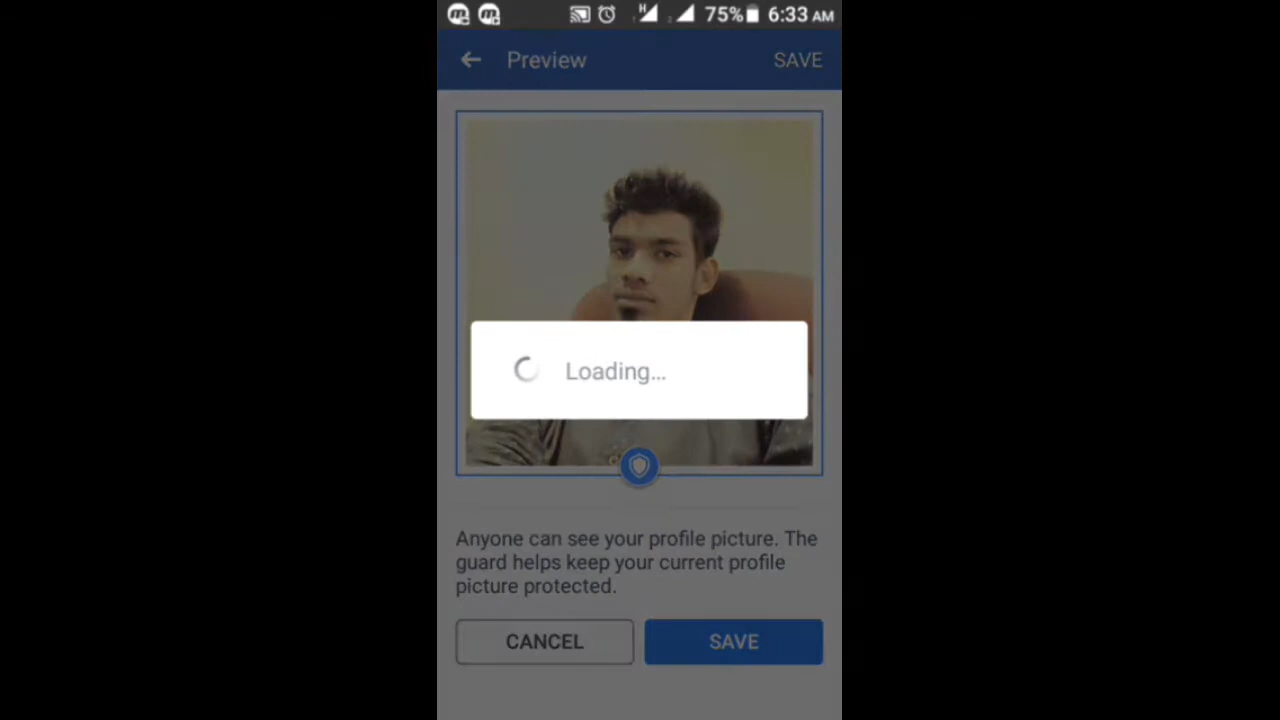 75% 6:33 AM
Preview SAVE
Loading...
Anyone can see your profile picture. The
guard helps keep your current profile
picture protected.
CANCEL SAVE